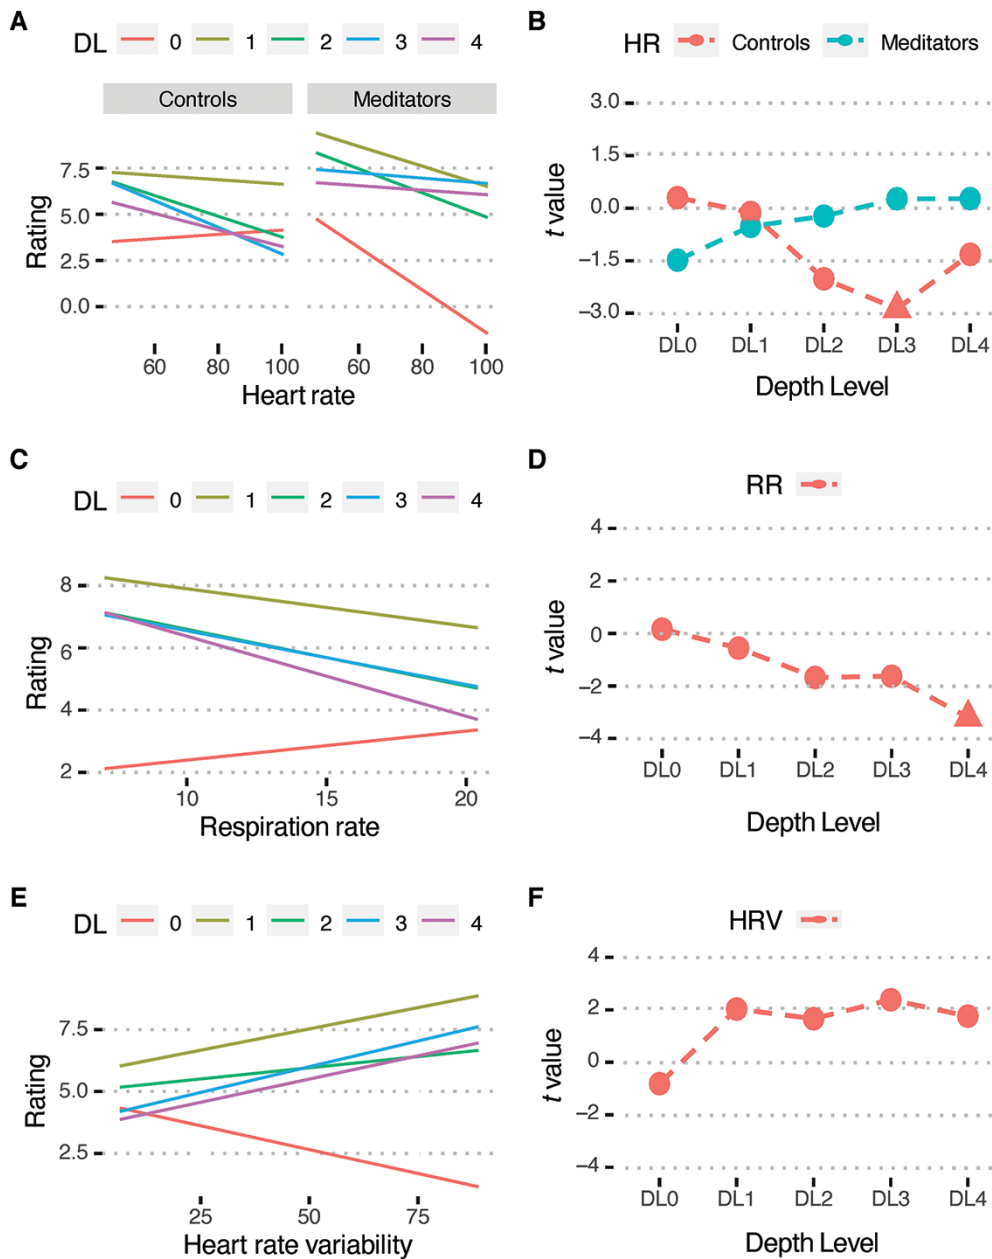 A
DL 0 1 2 3 4
Controls Meditators
Rating
7.5
5.0
2.5
0.0
60 80 100 60 80 100
Heart rate
B
HR Controls Meditators
t value
3.0
1.5
0.0
−1.5
−3.0
DL0 DL1 DL2 DL3 DL4
Depth Level
C
DL 0 1 2 3 4
Rating
8
6
4
2
10 15 20
Respiration rate
D
RR
t value
4
2
0
−2
−4
DL0 DL1 DL2 DL3 DL4
Depth Level
E
DL 0 1 2 3 4
Rating
7.5
5.0
2.5
25 50 75
Heart rate variability
F
HRV
t value
4
2
0
−2
−4
DL0 DL1 DL2 DL3 DL4
Depth Level